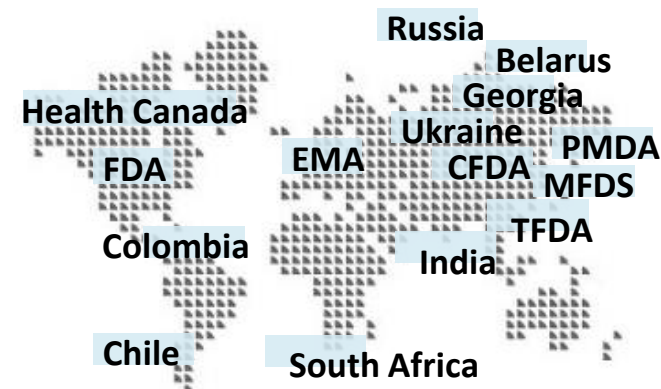 Russia
Belarus
Georgia
Health Canada
Ukraine
PMDA
EMA
CFDA
FDA
MFDS
TFDA
Colombia
India
Chile
South Africa